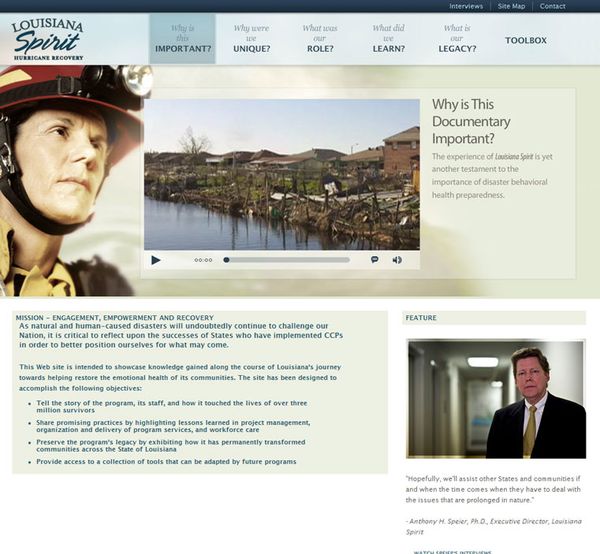 Interviews | Site Map | Contact
LOUISIANA
Spirit
HURRICANE RECOVERY
Why is
this
IMPORTANT?
Why were
we
UNIQUE?
What was
our
ROLE?
What did
we
LEARN?
What is
our
LEGACY?
TOOLBOX
Why is This
Documentary
Important?
The experience of Louisiana Spirit is yet
another testament to the
importance of disaster behavioral
health preparedness.
00:00
MISSION - ENGAGEMENT, EMPOWERMENT AND RECOVERY
As natural and human-caused disasters will undoubtedly continue to challenge our
Nation, it is critical to reflect upon the successes of States who have implemented CCPs
in order to better position ourselves for what may come.
This Web site is intended to showcase knowledge gained along the course of Louisiana's journey
towards helping restore the emotional health of its communities. The site has been designed to
accomplish the following objectives:
• Tell the story of the program, its staff, and how it touched the lives of over three
million survivors
• Share promising practices by highlighting lessons learned in project management,
organization and delivery of program services, and workforce care
• Preserve the program's legacy by exhibiting how it has permanently transformed
communities across the State of Louisiana
• Provide access to a collection of tools that can be adapted by future programs
FEATURE
"Hopefully, we'll assist other States and communities if
and when the time comes when they have to deal with
the issues that are prolonged in nature."
- Anthony H. Speier, Ph.D., Executive Director, Louisiana
Spirit
WATCH SPEIER'S INTERVIEWS